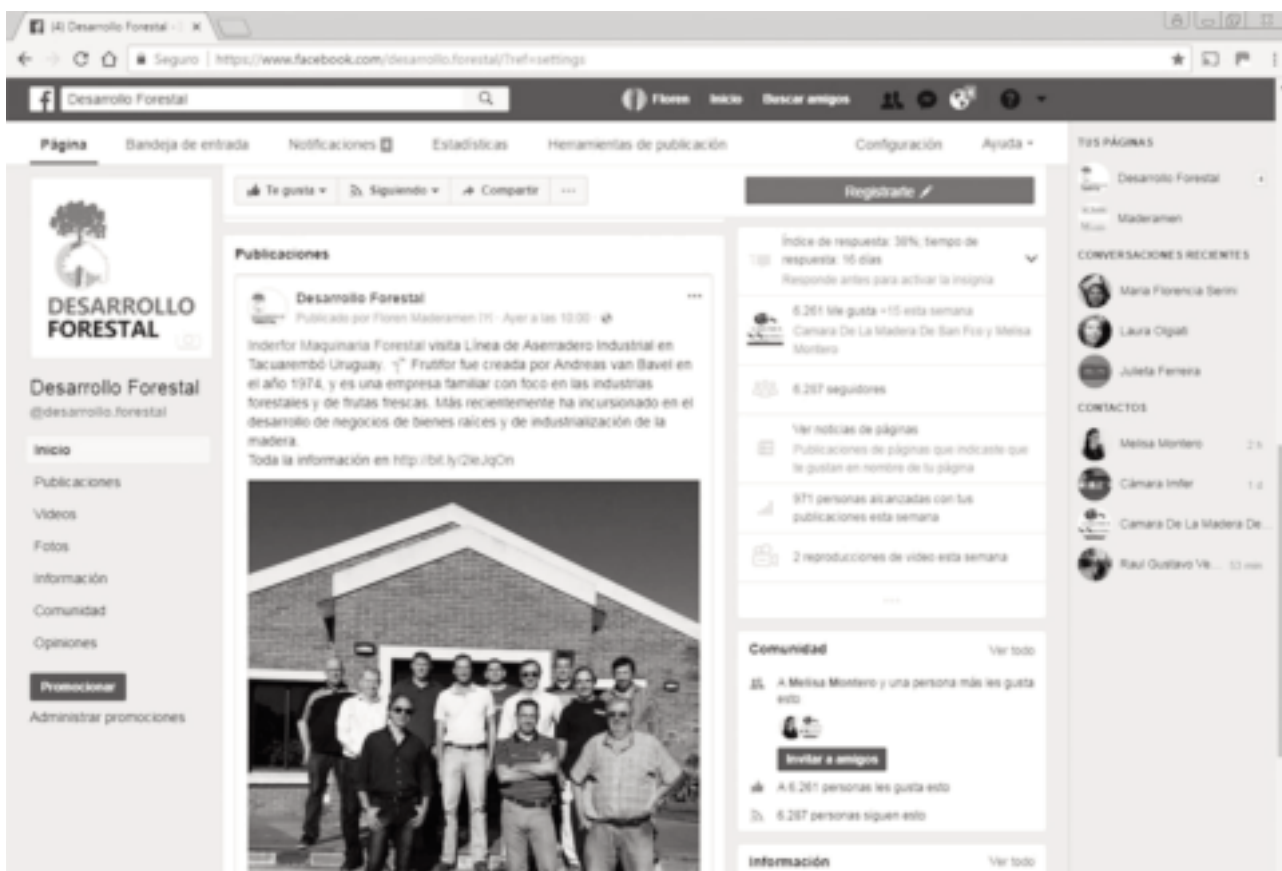 (4) Desarrollo Forestal -
Seguro | https://www.facebook.com/desarrollo.forestal/?ref=settings
Desarrollo Forestal
Floren Inicio Buscar amigos
Página Bandeja de entrada Notificaciones Estadísticas Herramientas de publicación Configuración Ayuda
DESARROLLO
FORESTAL
Desarrollo Forestal
@desarrollo.forestal
Inicio
Publicaciones
Videos
Fotos
Información
Comunidad
Opiniones
Promocionar
Administrar promociones
Te gusta Siguiendo Compartir ...
Registrarte
Publicaciones
Desarrollo Forestal
Publicado por Floren Maderamen [?] · Ayer a las 10:00 ·
Inderfor Maquinaria Forestal visita Línea de Aserradero Industrial en
Tacuarembó Uruguay. Frutifor fue creada por Andreas van Bavel en
el año 1974, y es una empresa familiar con foco en las industrias
forestales y de frutas frescas. Más recientemente ha incursionado en el
desarrollo de negocios de bienes raíces y de industrialización de la
madera.
Toda la información en
Índice de respuesta: 36%; tiempo de
respuesta: 16 días
Responde antes para activar la insignia
6.261 Me gusta +15 esta semana
Camara De La Madera De San Fco y Melisa
Montero
6.287 seguidores
Ver noticias de páginas
Publicaciones de páginas que indicaste que
te gustan en nombre de tu página
971 personas alcanzadas con tus
publicaciones esta semana
2 reproducciones de video esta semana
Comunidad Ver todo
A Melisa Montero y una persona más les gusta
esto
Invitar a amigos
A 6.261 personas les gusta esto
6.287 personas siguen esto
Información Ver todo
TUS PÁGINAS
Desarrollo Forestal
Maderamen
CONVERSACIONES RECIENTES
Maria Florencia Serini
Laura Olgiati
Julieta Ferreira
CONTACTOS
Melisa Montero 2 h
Cámara Imfer 1 d
Camara De La Madera De...
Raul Gustavo Ve... 53 min